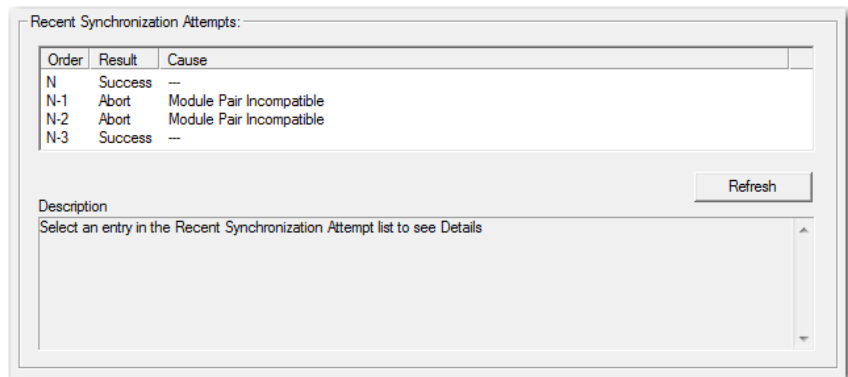 Recent Synchronization Attempts:
Order Result Cause
N Success ---
N-1 Abort Module Pair Incompatible
N-2 Abort Module Pair Incompatible
N-3 Success ---
Refresh
Description
Select an entry in the Recent Synchronization Attempt list to see Details